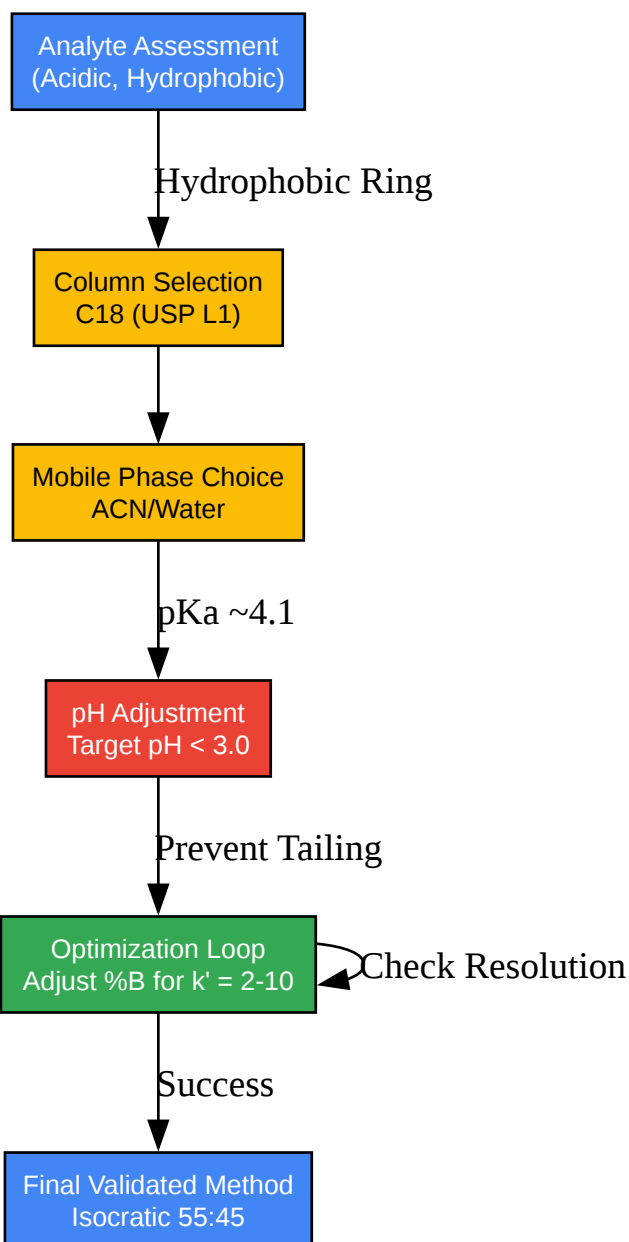 Analyte Assessment
(Acidic, Hydrophobic)
Hydrophobic Ring
Column Selection
C18 (USP L1)
Mobile Phase Choice
ACN/Water
pKa ~4.1
pH Adjustment
Target pH < 3.0
Prevent Tailing
Optimization Loop
Adjust %B for k' = 2-10
Check Resolution
Success
Final Validated Method
Isocratic 55:45